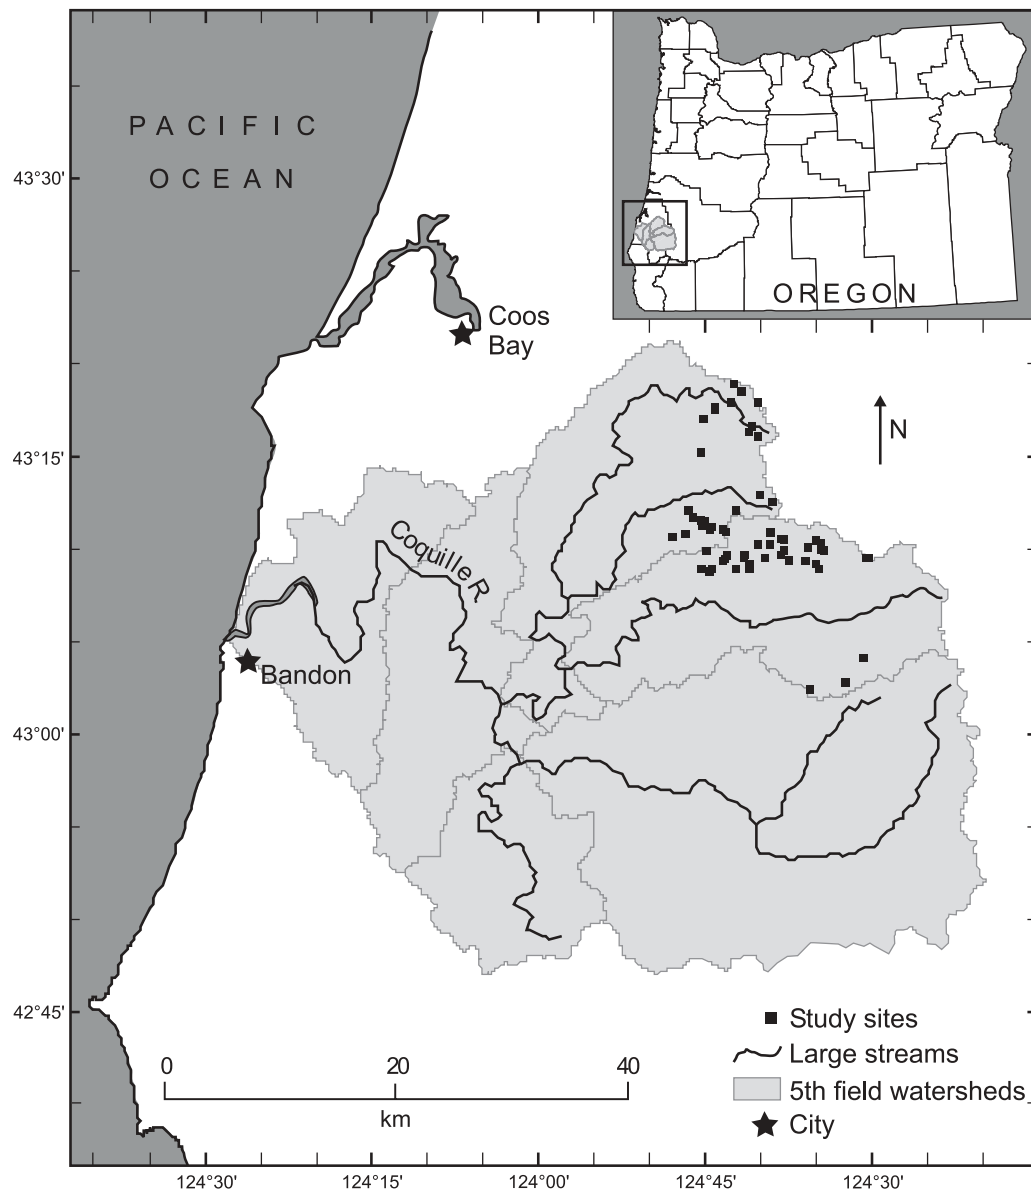 PACIFIC
OCEAN
OREGON
43°30'
43°15'
43°00'
42°45'
Coos
Bay
N
Coquille R.
Bandon
Study sites
Large streams
5th field watersheds
City
0 20 40
km
124°30' 124°15' 124°00' 124°45' 124°30'